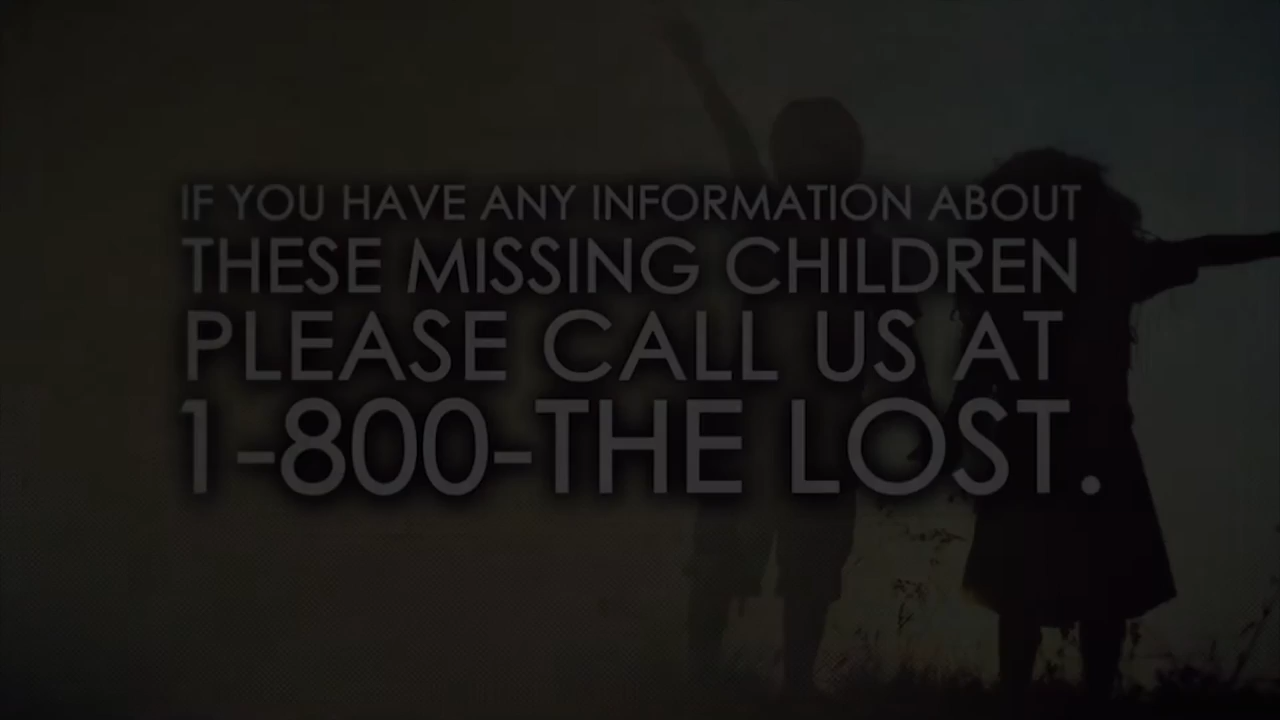 IF YOU HAVE ANY INFORMATION ABOUT
THESE MISSING CHILDREN
PLEASE CALL US AT
1-800-THE LOST.